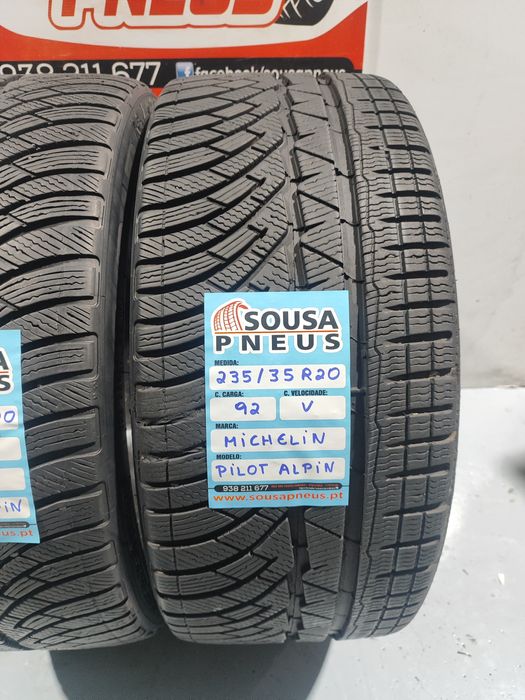 PNEUS
938 211 677 facebook/sousapneus
SOUSA
PNEUS
MEDIDA:
235/35 R20
C. CARGA: C. VELOCIDADE:
92 V
MARCA:
MICHELIN
MODELO:
PILOT ALPIN
938 211 677
www.sousapneus.pt